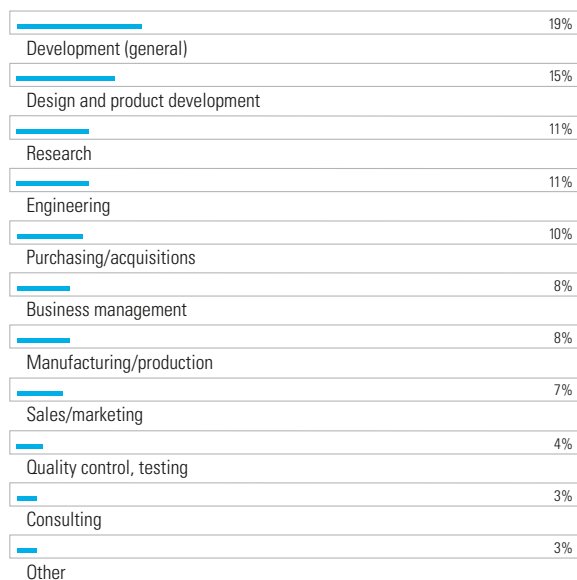 19%
Development (general)
15%
Design and product development
11%
Research
11%
Engineering
10%
Purchasing/acquisitions
8%
Business management
8%
Manufacturing/production
7%
Sales/marketing
4%
Quality control, testing
3%
Consulting
3%
Other